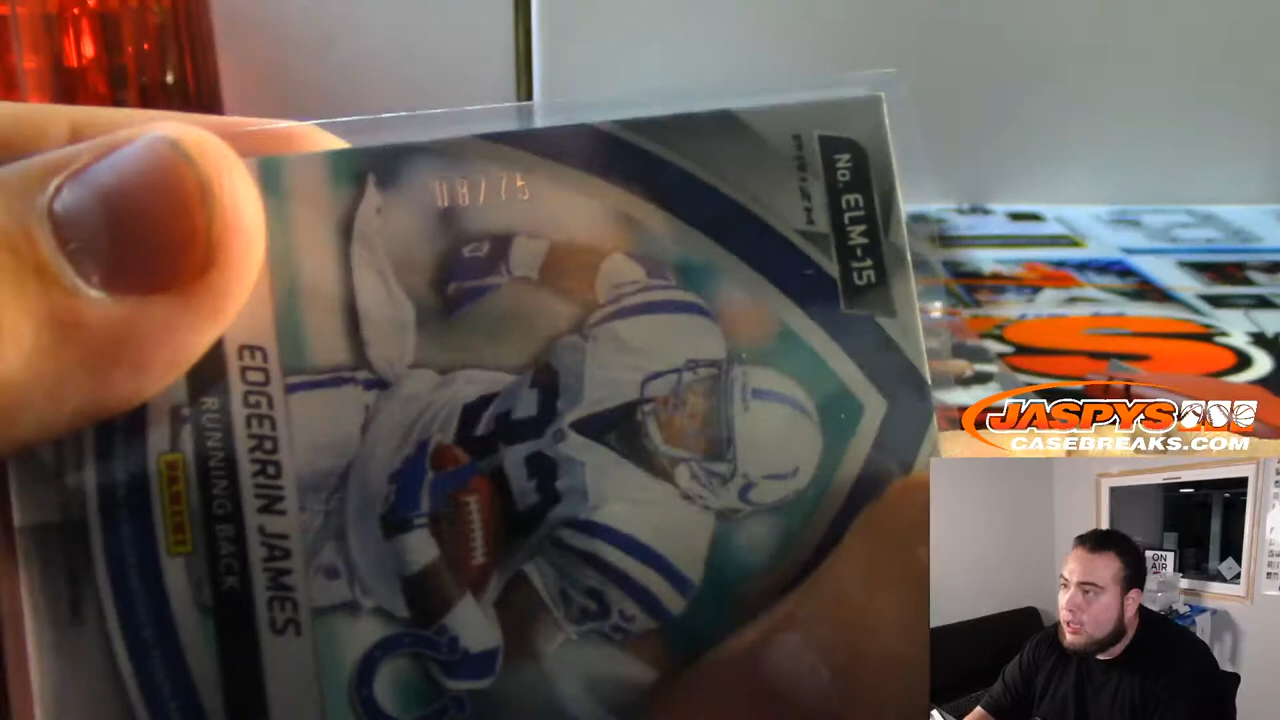 No. ELM-15
PRIZM
08/75
EDGERRIN JAMES
RUNNING BACK
PANINI
S
JASPYS
CASEBREAKS.COM
ON
AIR